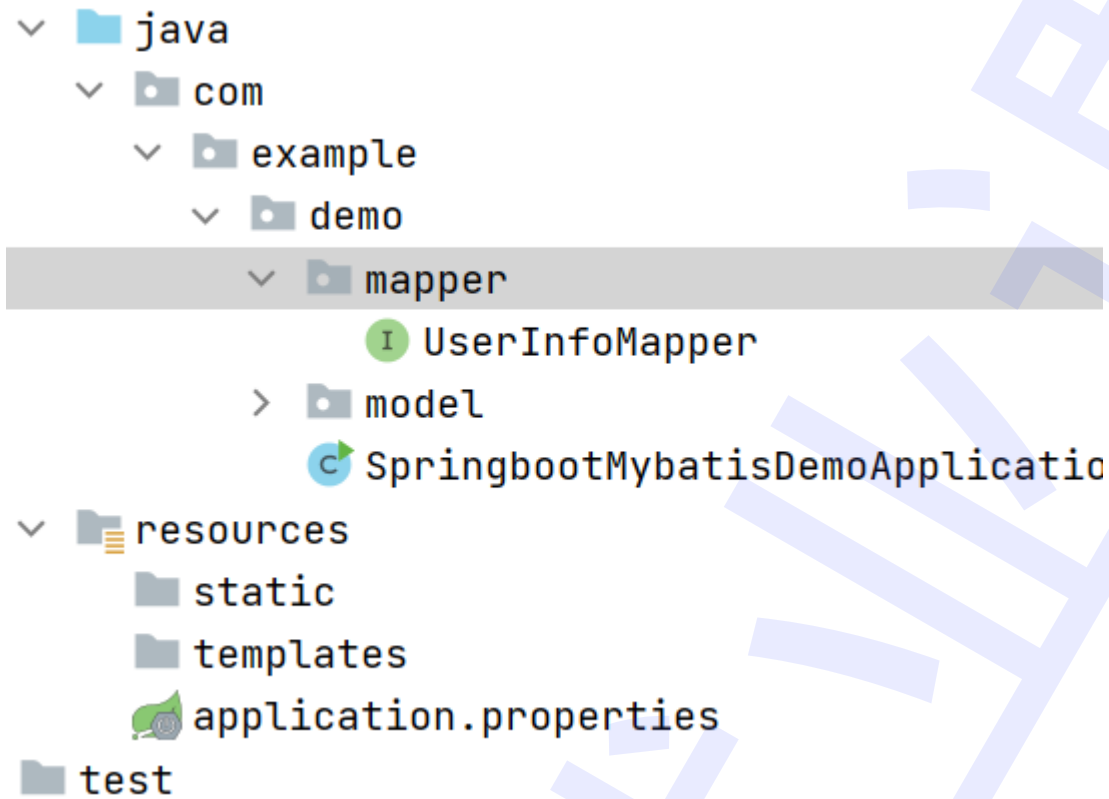 java
com
example
demo
mapper
I UserInfoMapper
model
C SpringbootMybatisDemoApplicatio
resources
static
templates
application.properties
test